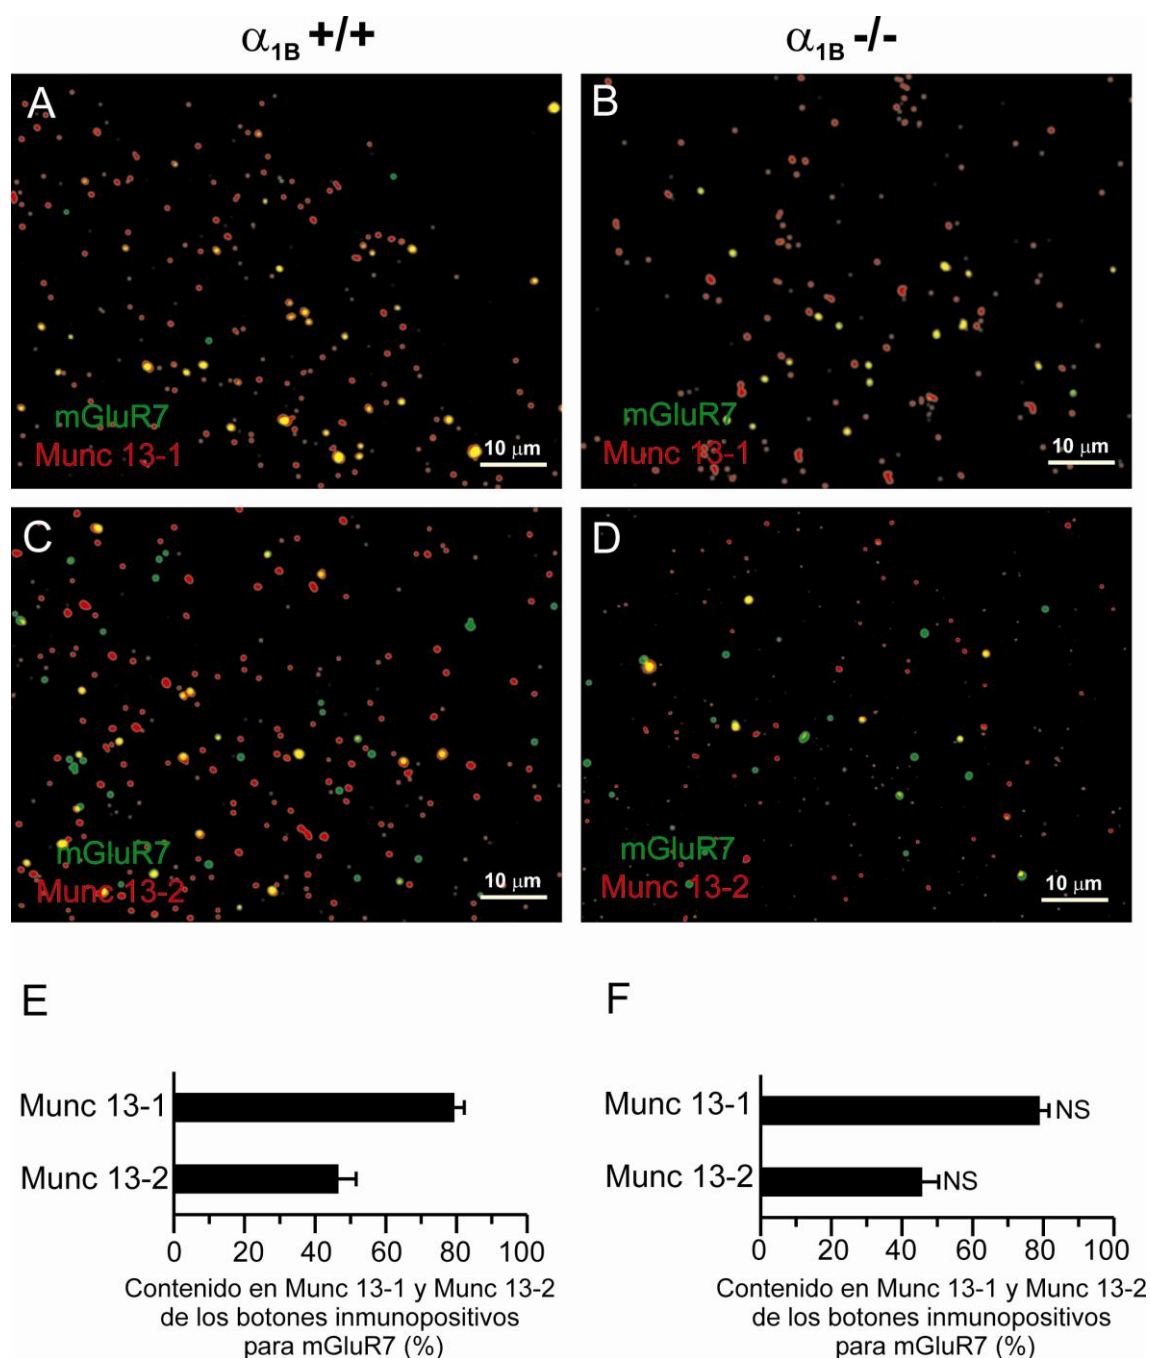 α1B +/+
α1B -/-
A
mGluR7
Munc 13-1
10 μm
B
mGluR7
Munc 13-1
10 μm
C
mGluR7
Munc 13-2
10 μm
D
mGluR7
Munc 13-2
10 μm
E
Munc 13-1
Munc 13-2
0 20 40 60 80 100
Contenido en Munc 13-1 y Munc 13-2
de los botones inmunopositivos
para mGluR7 (%)
F
Munc 13-1 NS
Munc 13-2 NS
0 20 40 60 80 100
Contenido en Munc 13-1 y Munc 13-2
de los botones inmunopositivos
para mGluR7 (%)